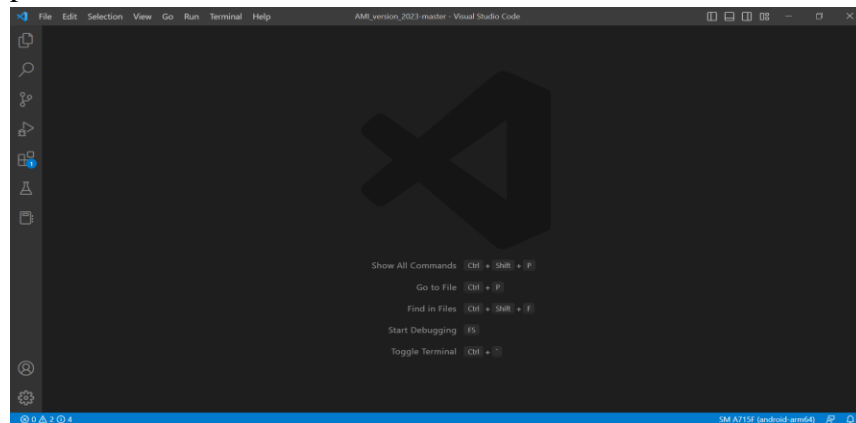 File Edit Selection View Go Run Terminal Help AMI_version_2023-master - Visual Studio Code
1
Show All Commands Ctrl + Shift + P
Go to File Ctrl + P
Find in Files Ctrl + Shift + F
Start Debugging F5
Toggle Terminal Ctrl + `
0 2 4 SM A715F (android-arm64)